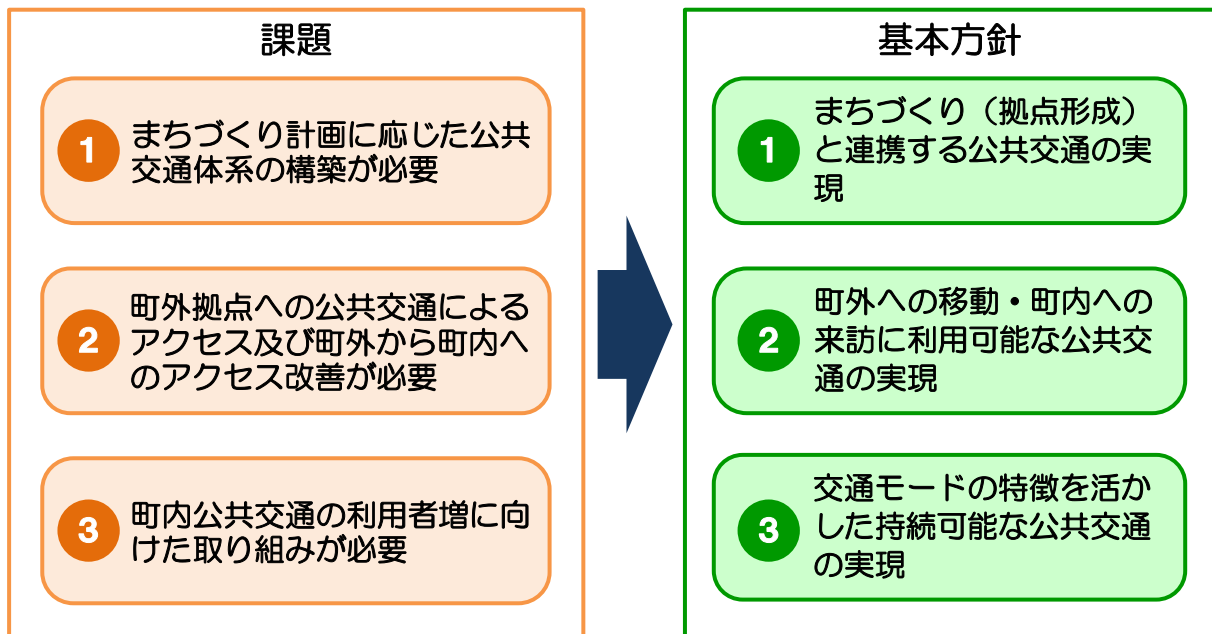 課題
1
まちづくり計画に応じた公共
交通体系の構築が必要
2
町外拠点への公共交通による
アクセス及び町外から町内へ
のアクセス改善が必要
3
町内公共交通の利用者増に向
けた取り組みが必要
基本方針
1
まちづくり（拠点形成）
と連携する公共交通の実
現
2
町外への移動・町内への
来訪に利用可能な公共交
通の実現
3
交通モードの特徴を活か
した持続可能な公共交通
の実現